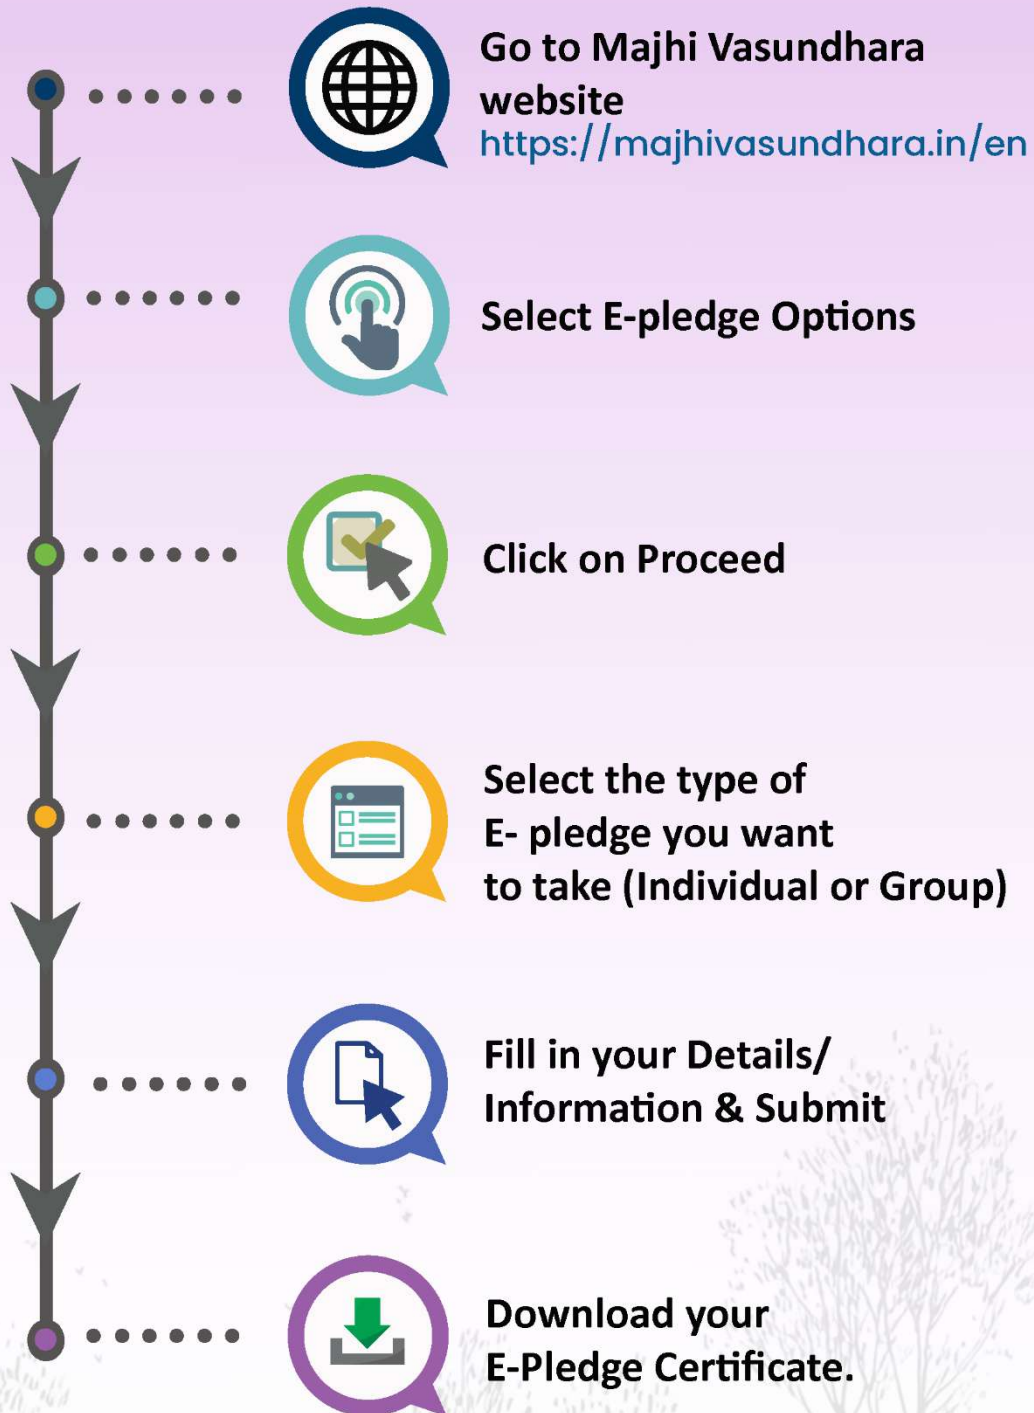 Go to Majhi Vasundhara
website
https://majhivasundhara.in/en
Select E-pledge Options
Click on Proceed
Select the type of
E- pledge you want
to take (Individual or Group)
Fill in your Details/
Information & Submit
Download your
E-Pledge Certificate.